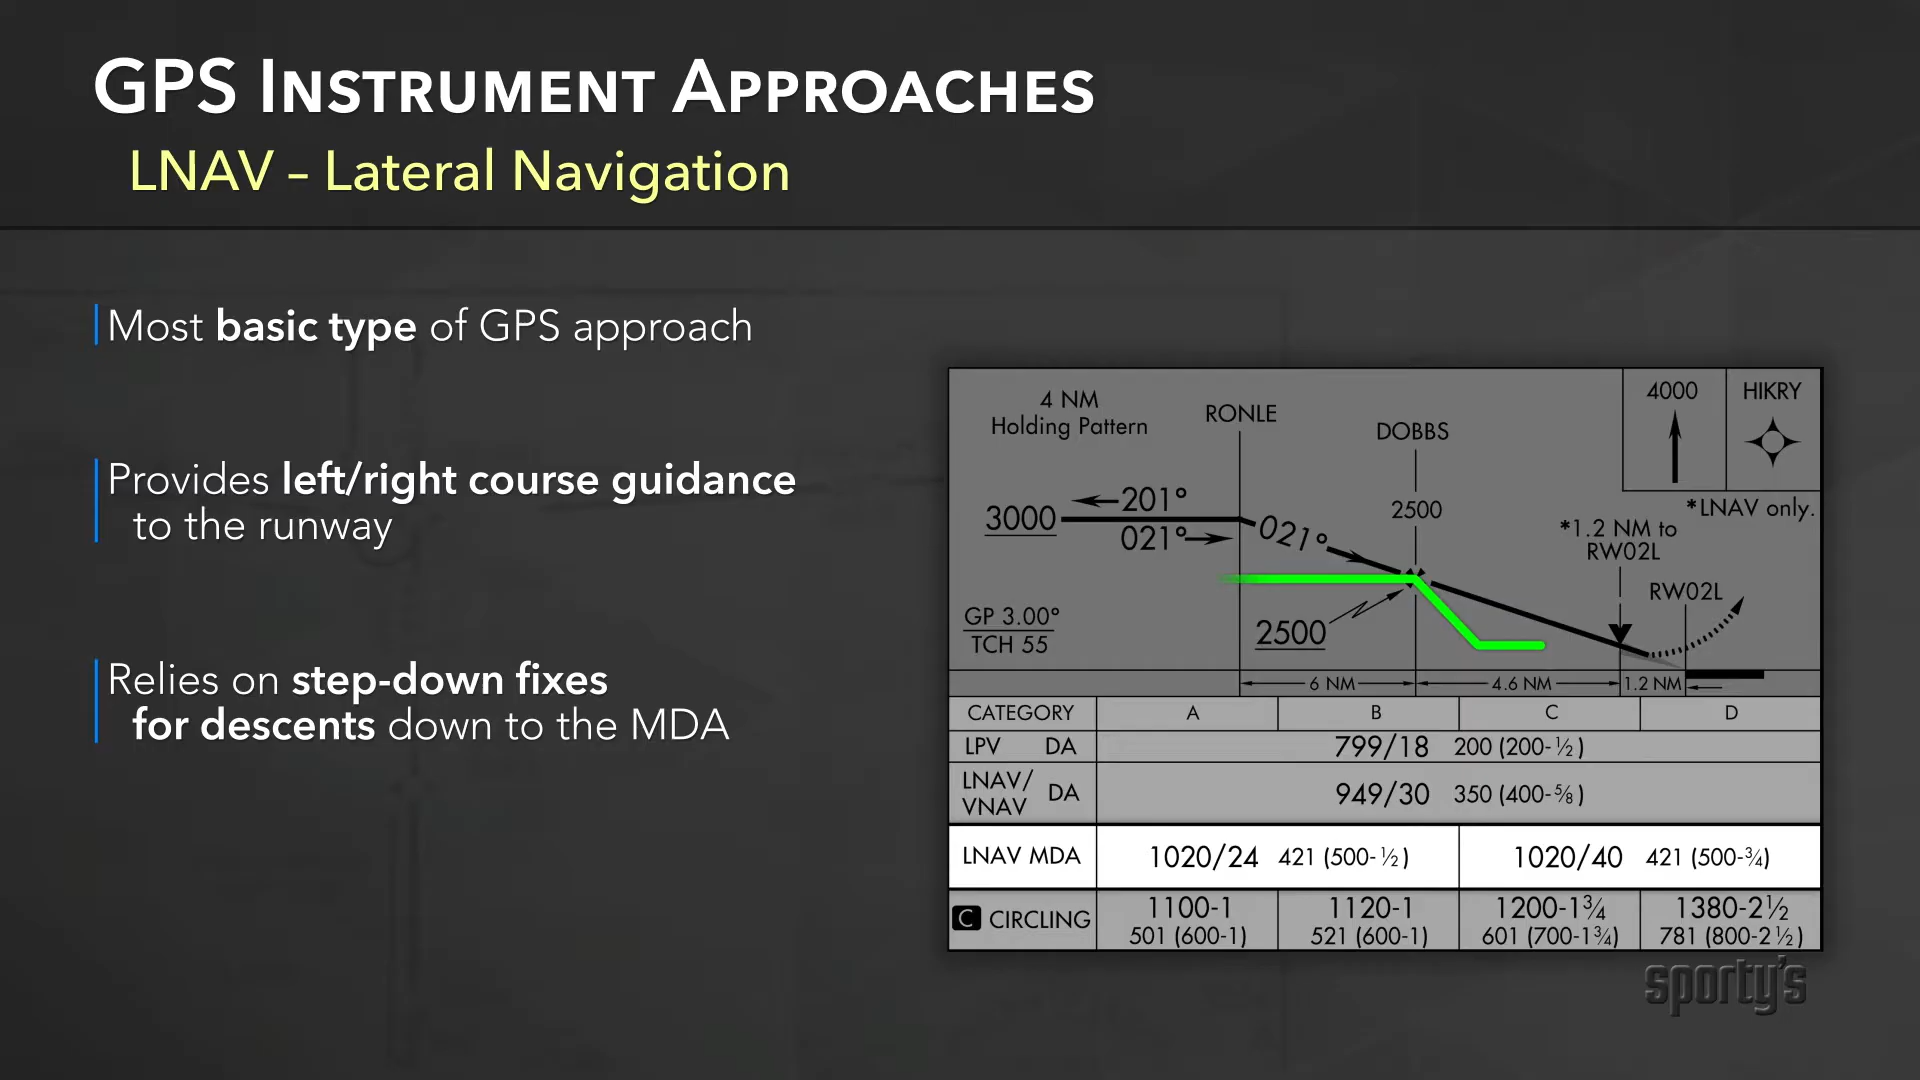 GPS INSTRUMENT APPROACHES
LNAV – Lateral Navigation
Most basic type of GPS approach
Provides left/right course guidance
to the runway
Relies on step-down fixes
for descents down to the MDA
4 NM
Holding Pattern
RONLE
DOBBS
4000
HIKRY
3000
201°
021°
021°
2500
*LNAV only.
*1.2 NM to
RW02L
RW02L
GP 3.00°
TCH 55
2500
6 NM
4.6 NM
1.2 NM
CATEGORY A B C D
LPV DA 799/18 200 (200-½)
LNAV/
VNAV DA 949/30 350 (400-⅝)
LNAV MDA 1020/24 421 (500-½) 1020/40 421 (500-¾)
C CIRCLING
1100-1 1120-1 1200-1¾ 1380-2½
501 (600-1) 521 (600-1) 601 (700-1¾) 781 (800-2½)
sporty's